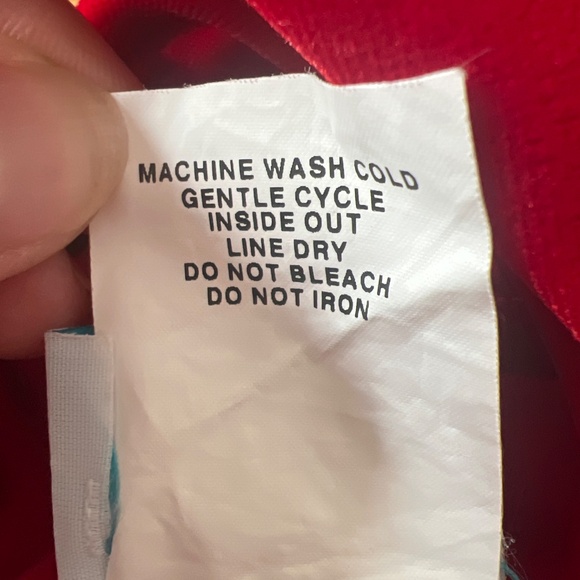 MACHINE WASH COLD
GENTLE CYCLE
INSIDE OUT
LINE DRY
DO NOT BLEACH
DO NOT IRON